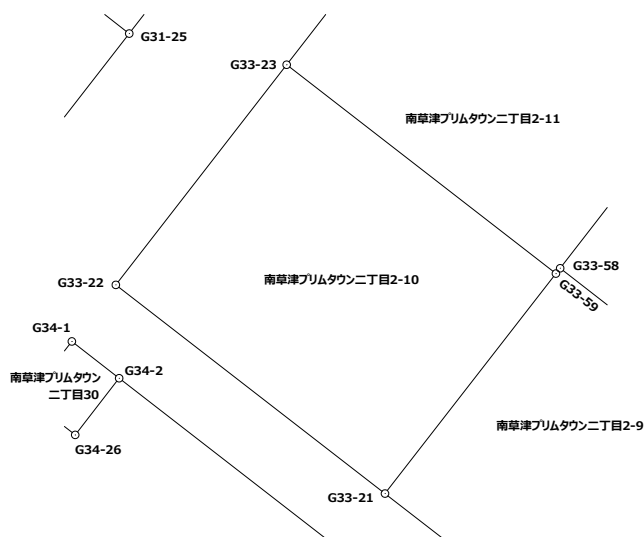 G31-25
G33-23
南草津プリムタウン二丁目2-11
G33-58
G33-59
G33-22
南草津プリムタウン二丁目2-10
G34-1
G34-2
南草津プリムタウン
二丁目30
南草津プリムタウン二丁目2-9
G34-26
G33-21